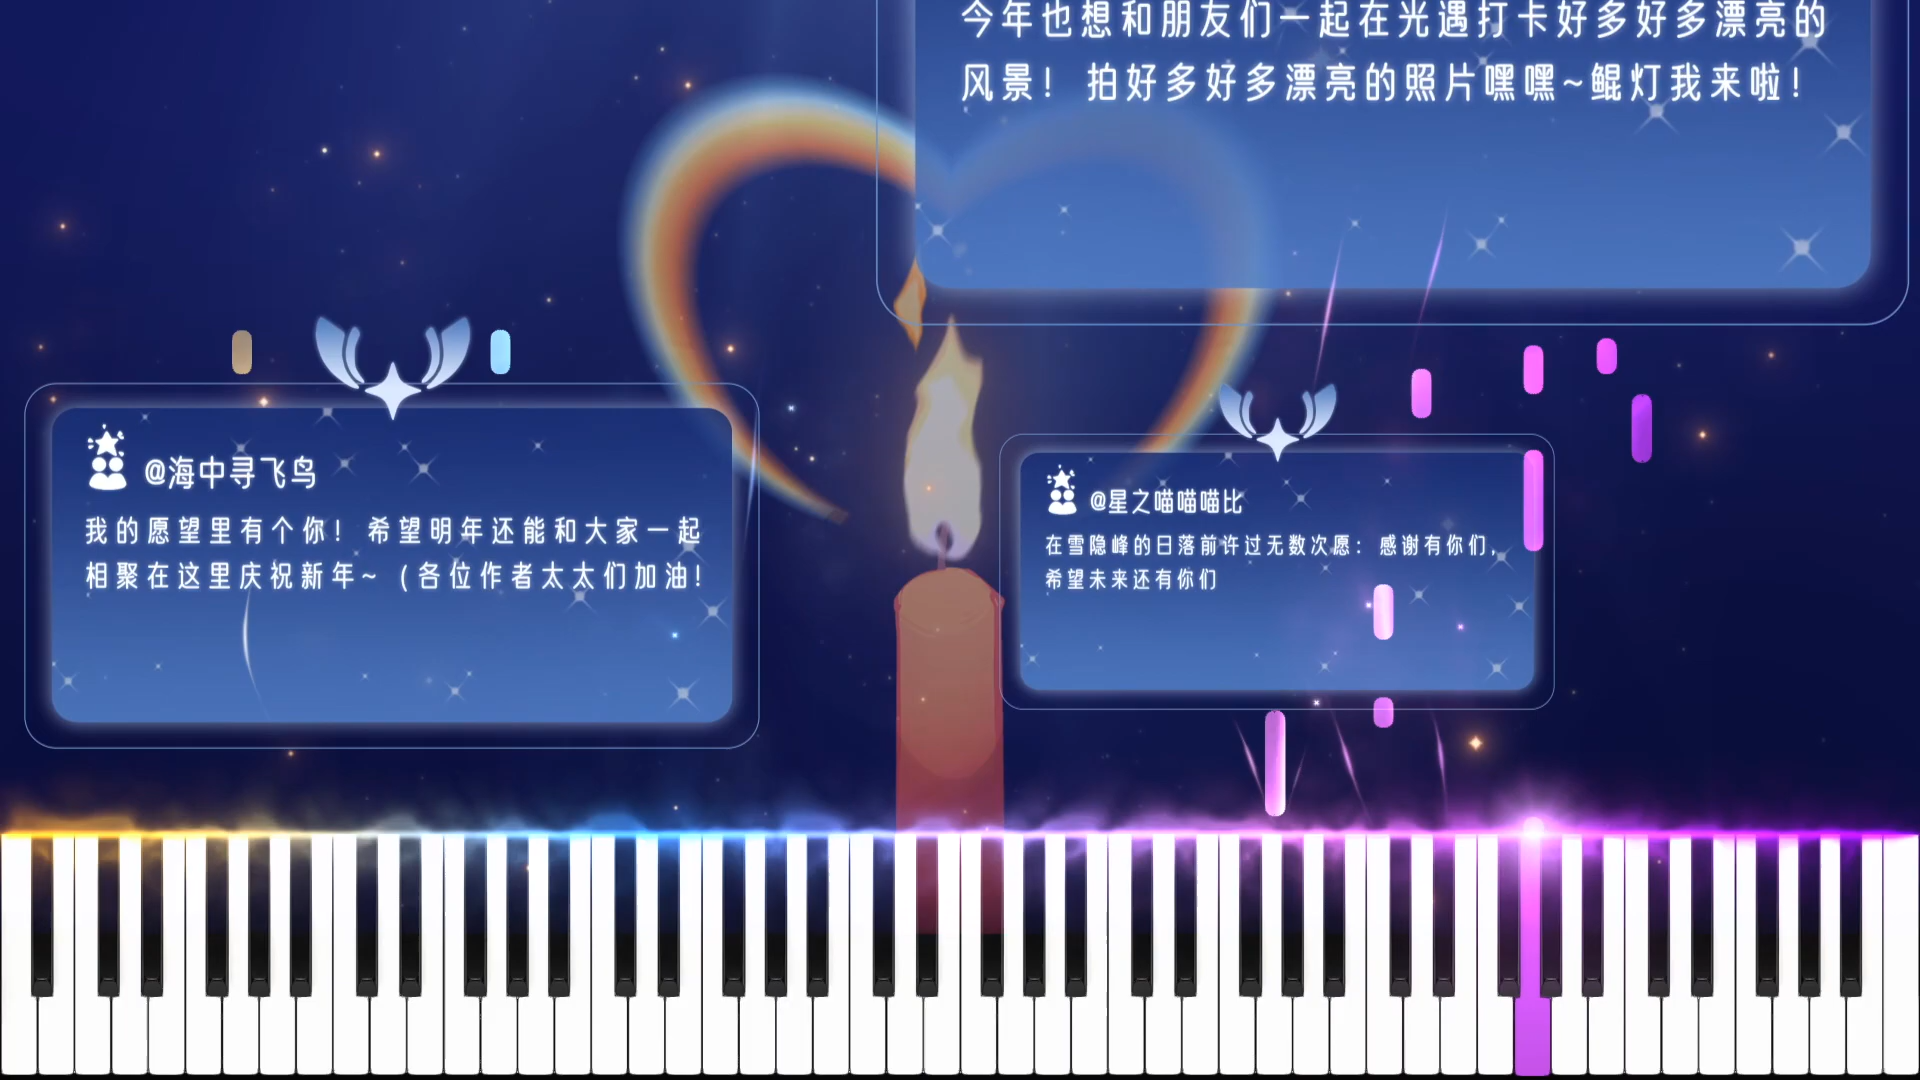 今年也想和朋友们一起在光遇打卡好多好多漂亮的
风景！ 拍好多好多漂亮的照片嘿嘿~鲲灯我来啦！
@海中寻飞鸟
我的愿望里有个你！ 希望明年还能和大家一起
相聚在这里庆祝新年~ （各位作者太太们加油！
@星之喵喵喵比
在雪隐峰的日落前许过无数次愿： 感谢有你们，
希望未来还有你们